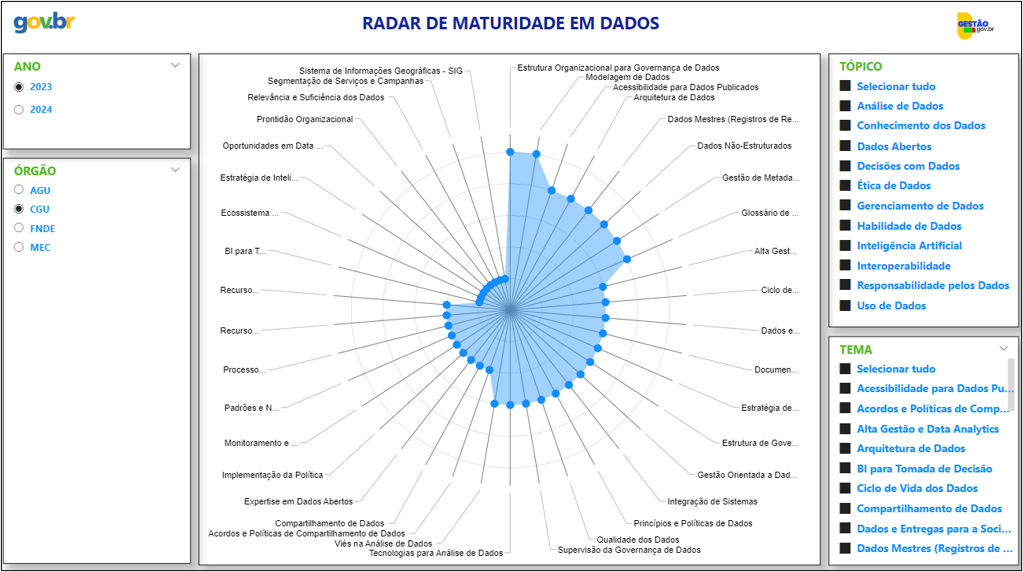 gov.br
RADAR DE MATURIDADE EM DADOS
GESTÃO
gov.br
ANO
2023
2024
ÓRGÃO
AGU
CGU
FNDE
MEC
Sistema de Informações Geográficas - SIG
Segmentação de Serviços e Campanhas
Relevância e Suficiência dos Dados
Prontidão Organizacional
Oportunidades em Data ...
Estratégia de Inteli...
Ecossistema ...
BI para T...
Recurso...
Recurso...
Processo...
Padrões e N...
Monitoramento e ...
Implementação da Política
Expertise em Dados Abertos
Compartilhamento de Dados
Acordos e Políticas de Compartilhamento de Dados
Viés na Análise de Dados
Tecnologias para Análise de Dados
Estrutura Organizacional para Governança de Dados
Modelagem de Dados
Acessibilidade para Dados Publicados
Arquitetura de Dados
Dados Mestres (Registros de Re...
Dados Não-Estruturados
Gestão de Metada...
Glossário de ...
Alta Gest...
Ciclo de...
Dados e...
Documen...
Estratégia de...
Estrutura de Gove...
Gestão Orientada a Dad...
Integração de Sistemas
Princípios e Políticas de Dados
Qualidade dos Dados
Supervisão da Governança de Dados
TÓPICO
Selecionar tudo
Análise de Dados
Conhecimento dos Dados
Dados Abertos
Decisões com Dados
Ética de Dados
Gerenciamento de Dados
Habilidade de Dados
Inteligência Artificial
Interoperabilidade
Responsabilidade pelos Dados
Uso de Dados
TEMA
Selecionar tudo
Acessibilidade para Dados Pu...
Acordos e Políticas de Comp...
Alta Gestão e Data Analytics
Arquitetura de Dados
BI para Tomada de Decisão
Ciclo de Vida dos Dados
Compartilhamento de Dados
Dados e Entregas para a Soci...
Dados Mestres (Registros de ...